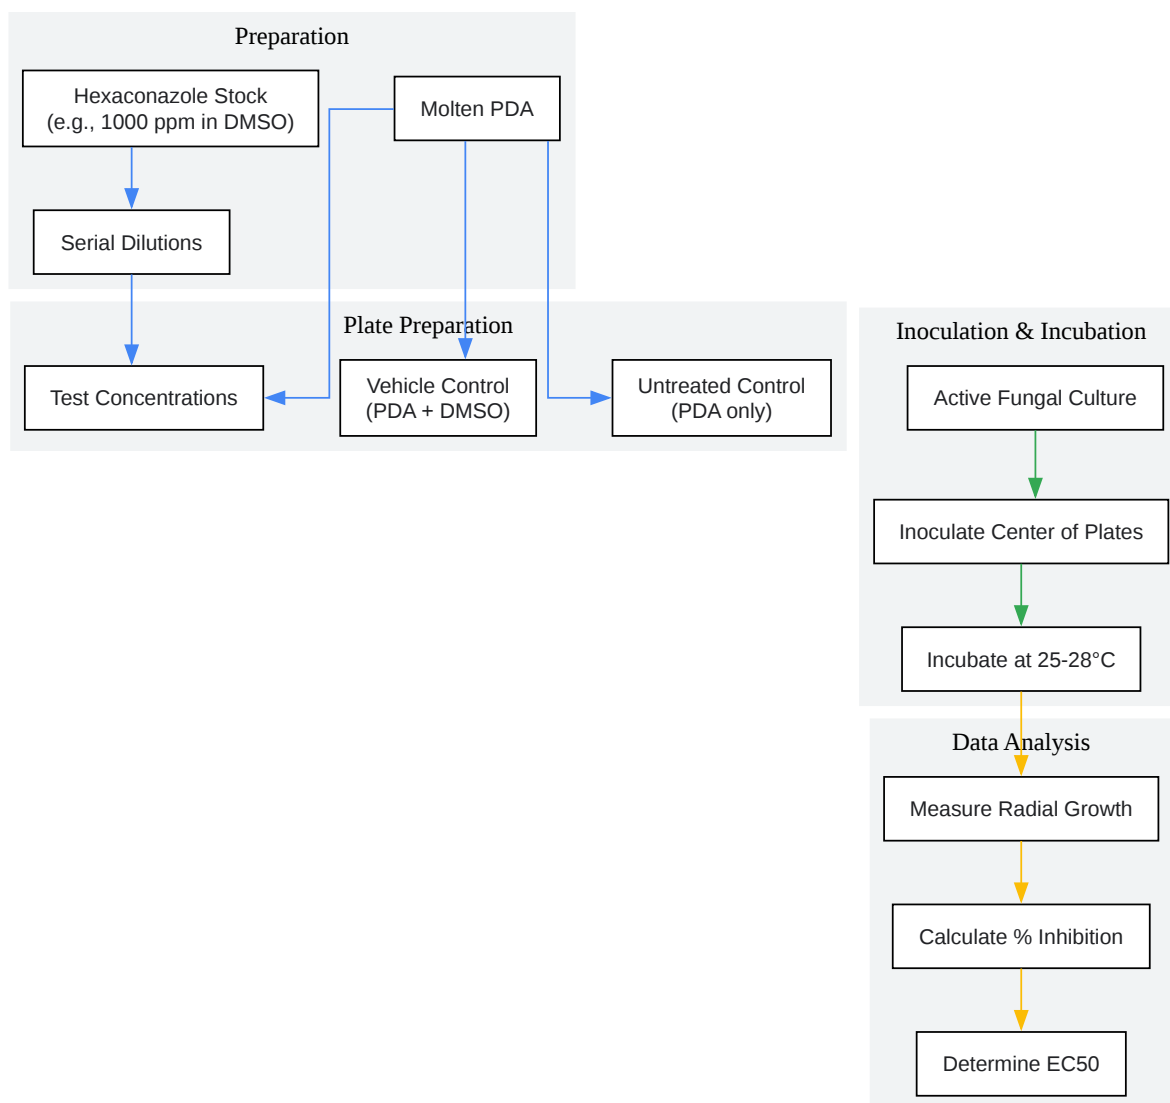 Preparation
Hexaconazole Stock
(e.g., 1000 ppm in DMSO)
Molten PDA
Serial Dilutions
Plate Preparation
Test Concentrations
Vehicle Control
(PDA + DMSO)
Untreated Control
(PDA only)
Inoculation & Incubation
Active Fungal Culture
Inoculate Center of Plates
Incubate at 25-28°C
Data Analysis
Measure Radial Growth
Calculate % Inhibition
Determine EC50